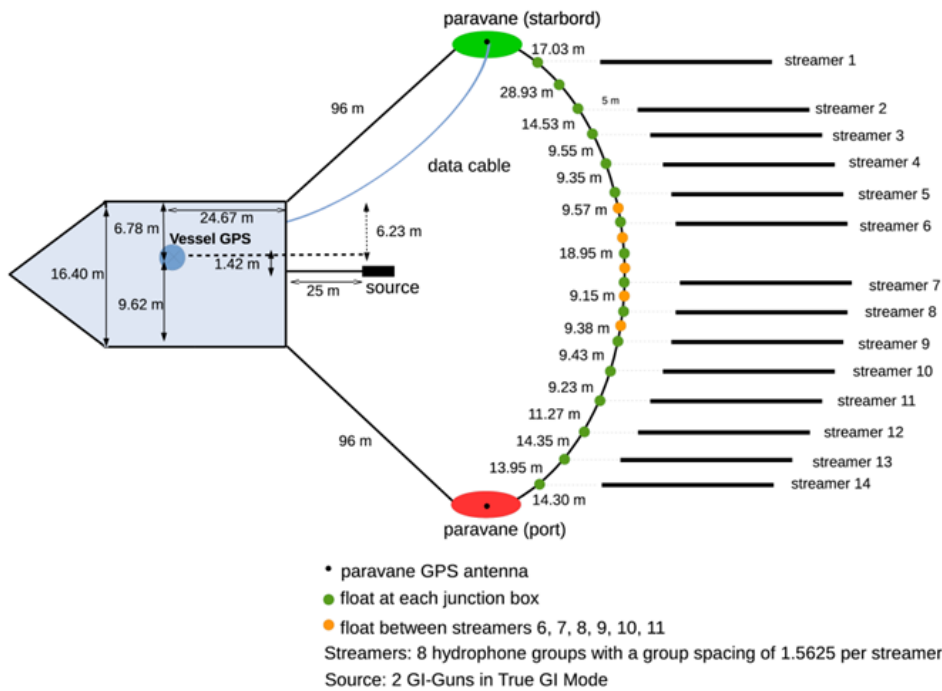 paravane (starbord)
17.03 m
streamer 1
28.93 m
5 m
streamer 2
96 m
14.53 m
streamer 3
data cable
9.55 m
streamer 4
9.35 m
streamer 5
24.67 m
9.57 m
6.78 m
6.23 m
streamer 6
Vessel GPS
18.95 m
1.42 m
16.40 m
25 m
source
streamer 7
9.62 m
9.15 m
streamer 8
9.38 m
streamer 9
9.43 m
streamer 10
9.23 m
streamer 11
11.27 m
96 m
14.35 m
streamer 12
13.95 m
streamer 13
14.30 m
streamer 14
paravane (port)
paravane GPS antenna
float at each junction box
float between streamers 6, 7, 8, 9, 10, 11
Streamers: 8 hydrophone groups with a group spacing of 1.5625 per streamer
Source: 2 GI-Guns in True GI Mode